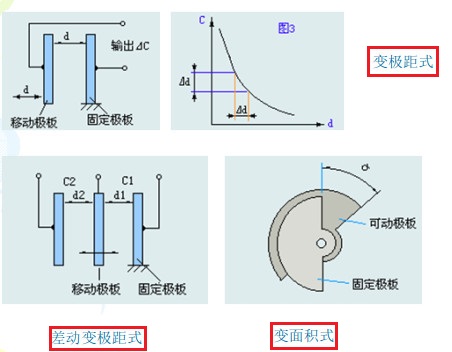 d
输出ΔC
d
移动极板
固定极板
C
图3
Δd
Δd
d
变极距式
C2
C1
d2
d1
移动极板
固定极板
差动变极距式
α
可动极板
固定极板
变面积式